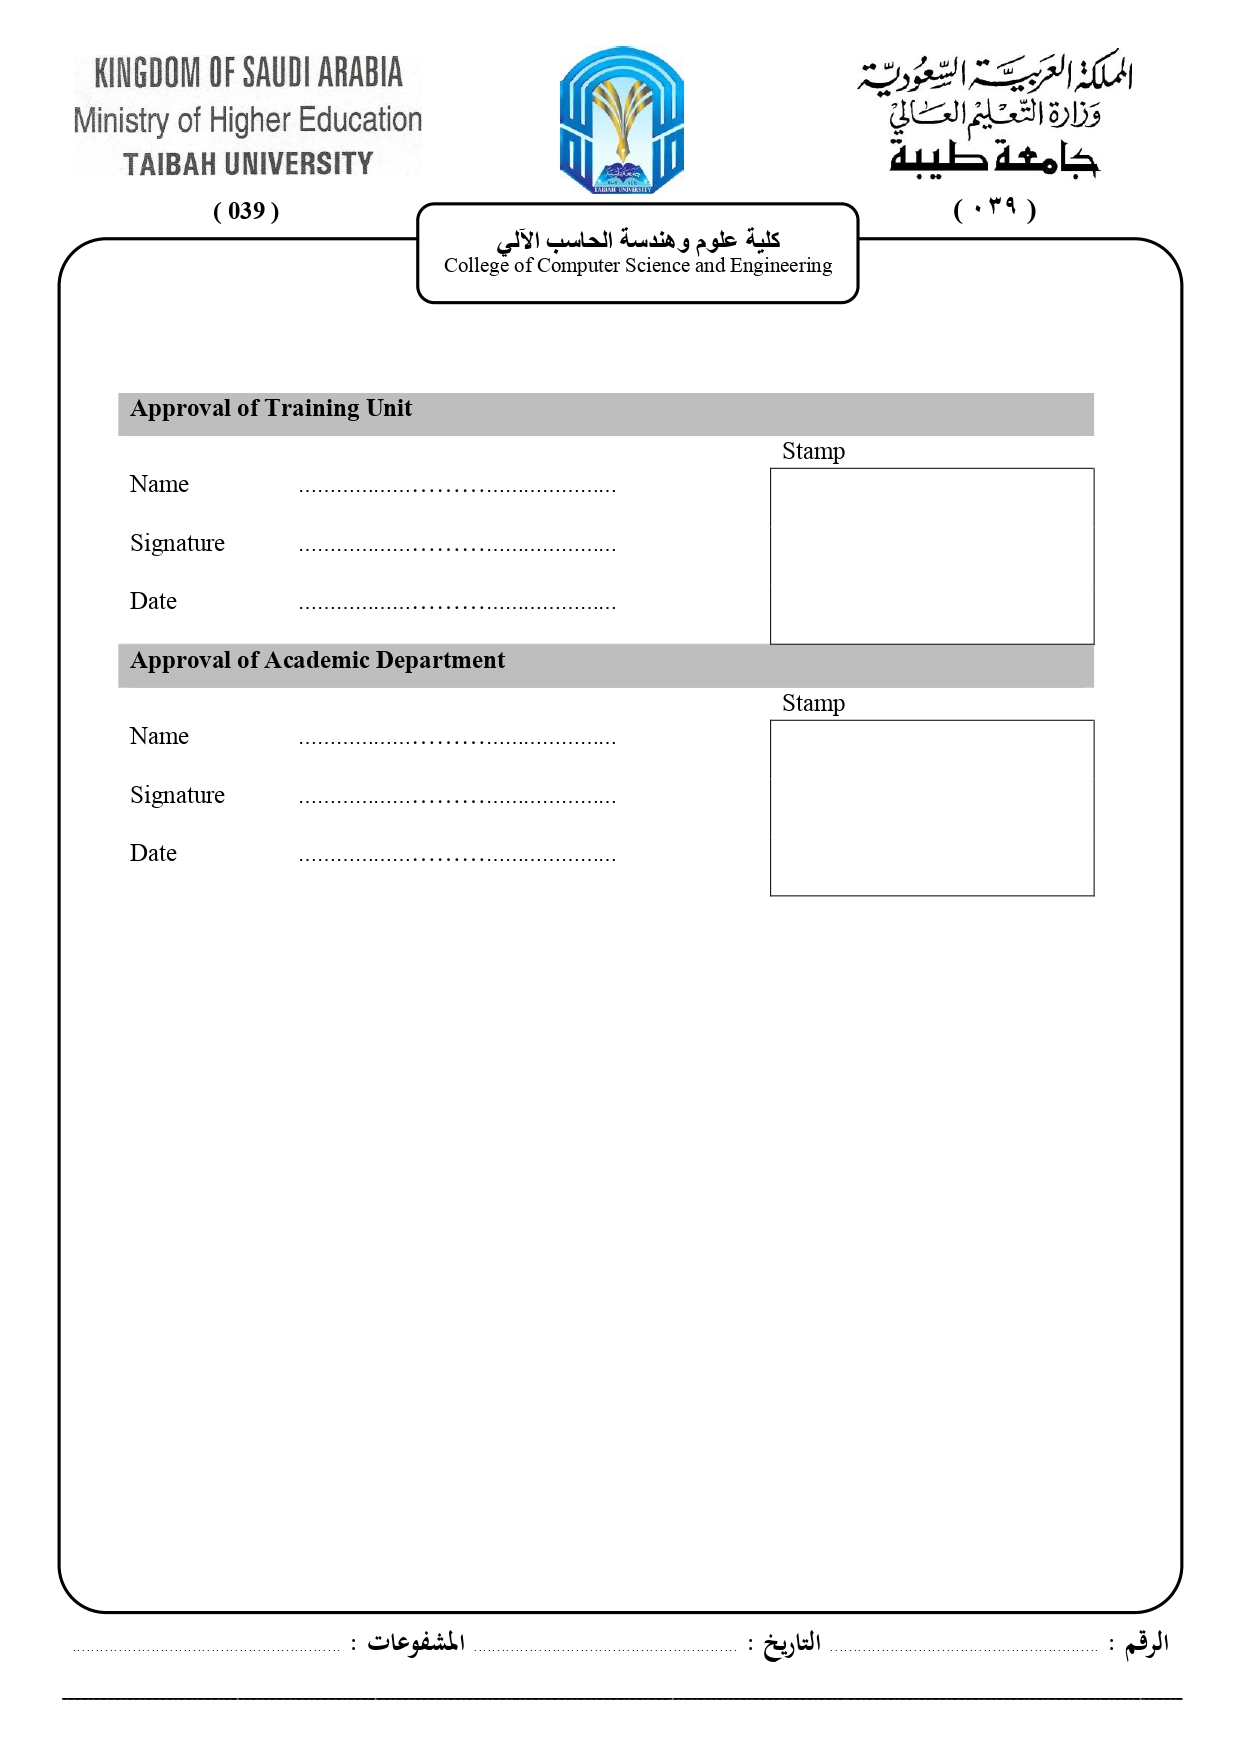 KINGDOM OF SAUDI ARABIA
Ministry of Higher Education
TAIBAH UNIVERSITY
( 039 )
TAIBAH UNIVERSITY
المملكة العربية السعودية
وزارة التعليم العالي
جامعة طيبة
( ٠٣٩ )
كلية علوم وهندسة الحاسب الآلي
College of Computer Science and Engineering
Approval of Training Unit
Stamp
Name ................................................
Signature ................................................
Date ................................................
Approval of Academic Department
Stamp
Name ................................................
Signature ................................................
Date ................................................
الرقم : ................................ التاريخ : ................................ المشفوعات : ................................